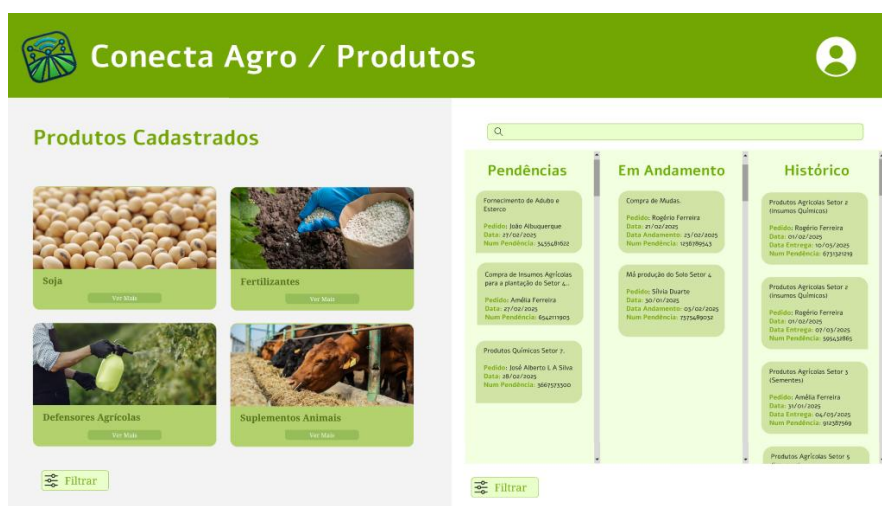 Conecta Agro / Produtos
Produtos Cadastrados
Soja
Ver Mais
Fertilizantes
Ver Mais
Defensores Agrícolas
Ver Mais
Suplementos Animais
Ver Mais
Filtrar
Pendências
Fornecimento de Adubo e
Esterco
Pedido: João Albuquerque
Data: 27/02/2025
Num Pendência: 3455481622
Compra de Insumos Agrícolas
para a plantação do Setor 4..
Pedido: Amélia Ferreira
Data: 27/02/2025
Num Pendência: 6542111903
Produtos Químicos Setor 7.
Pedido: José Alberto L A Silva
Data: 28/02/2025
Num Pendência: 3667573300
Em Andamento
Compra de Mudas.
Pedido: Rogério Ferreira
Data: 21/02/2025
Data Andamento: 23/02/2025
Num Pendência: 1236789543
Má produção do Solo Setor 4
Pedido: Sílvia Duarte
Data: 30/01/2025
Data Andamento: 03/02/2025
Num Pendência: 7375489032
Histórico
Produtos Agrícolas Setor 2
(Insumos Químicos)
Pedido: Rogério Ferreira
Data: 01/02/2025
Data Entrega: 10/03/2025
Num Pendência: 6731321219
Produtos Agrícolas Setor 2
(Insumos Químicos)
Pedido: Rogério Ferreira
Data: 01/02/2025
Data Entrega: 07/03/2025
Num Pendência: 595432865
Produtos Agrícolas Setor 3
(Sementes)
Pedido: Amélia Ferreira
Data: 31/01/2025
Data Entrega: 04/03/2025
Num Pendência: 912387569
Produtos Agrícolas Setor 5
Filtrar